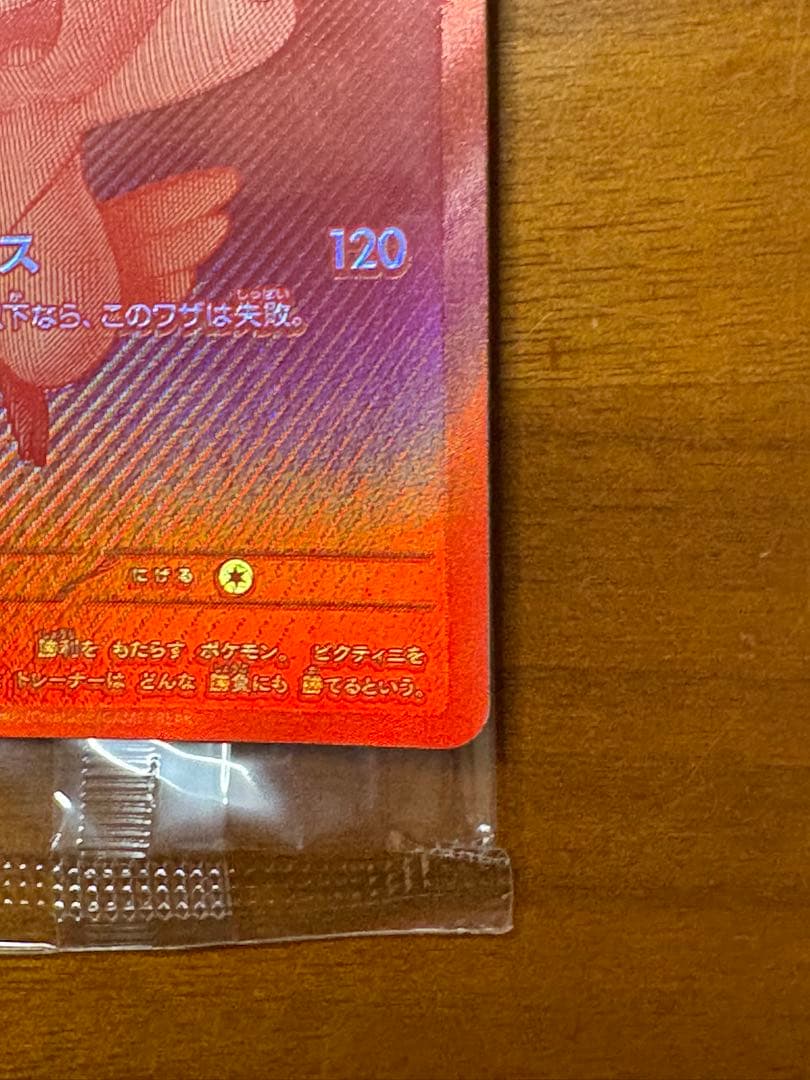 ス 120
下なら、このワザは失敗。
にげる
勝利を もたらす ポケモン。 ビクティニを
トレーナーは どんな 勝負にも 勝てるという。